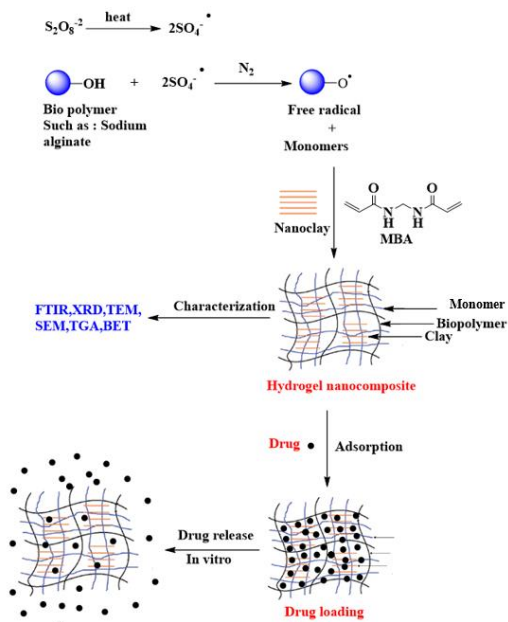 S₂O₈⁻² heat 2SO₄⁻•
–OH + 2SO₄⁻• N₂ –O•
Bio polymer
Such as : Sodium
alginate
Free radical
+
Monomers
Nanoclay
O O
N N
H H
MBA
FTIR,XRD,TEM,
SEM,TGA,BET
Characterization
Monomer
Biopolymer
Clay
Hydrogel nanocomposite
Drug • Adsorption
Drug release
In vitro
Drug loading